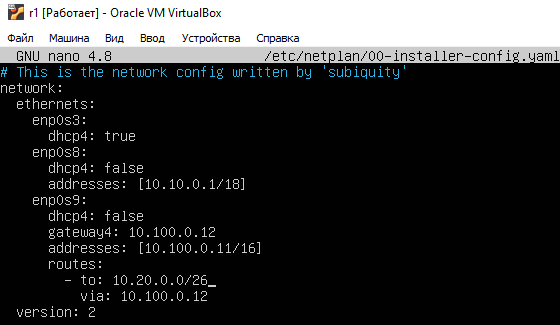 r1 [Работает] - Oracle VM VirtualBox
Файл Машина Вид Ввод Устройства Справка
GNU nano 4.8 /etc/netplan/00-installer-config.yaml
# This is the network config written by 'subiquity'
network:
  ethernets:
    enp0s3:
      dhcp4: true
    enp0s8:
      dhcp4: false
      addresses: [10.10.0.1/18]
    enp0s9:
      dhcp4: false
      gateway4: 10.100.0.12
      addresses: [10.100.0.11/16]
      routes:
        - to: 10.20.0.0/26_
          via: 10.100.0.12
  version: 2